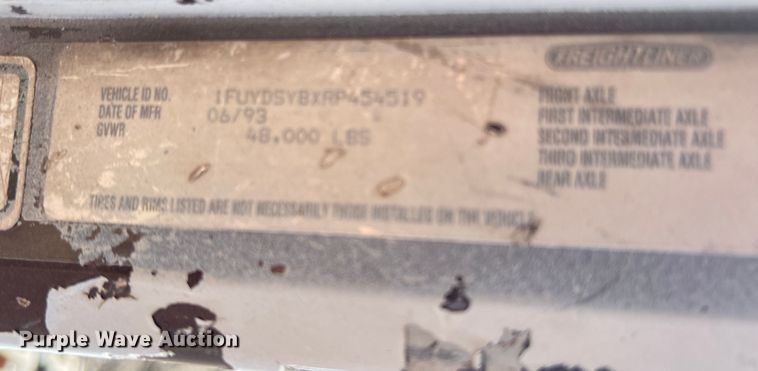 FREIGHTLINER
VEHICLE ID NO. 1FUYDSYBXRP454519
DATE OF MFR 06/93
GVWR 48,000 LBS
FRONT AXLE
FIRST INTERMEDIATE AXLE
SECOND INTERMEDIATE AXLE
THIRD INTERMEDIATE AXLE
REAR AXLE
TIRES AND RIMS LISTED ARE NOT NECESSARILY THOSE INSTALLED ON THE VEHICLE
Purple Wave Auction